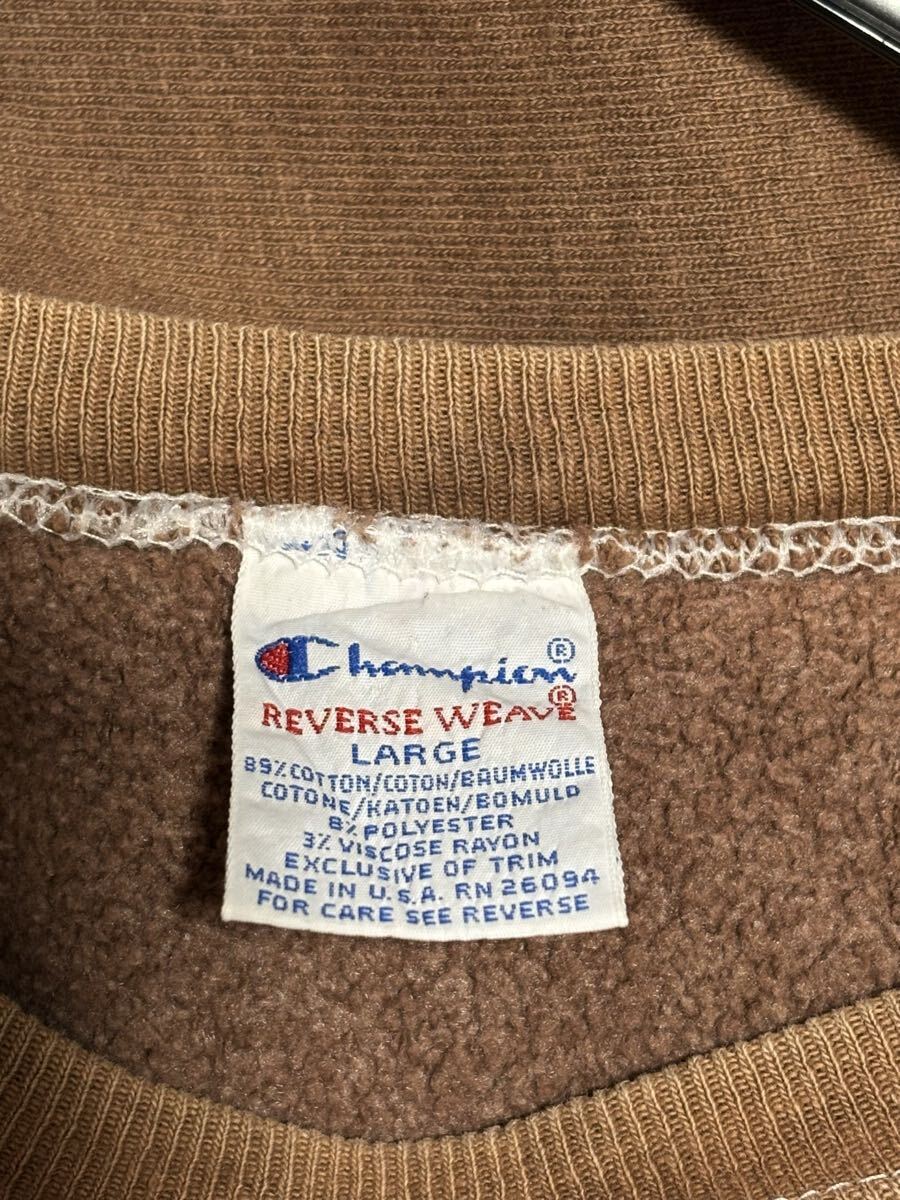 Champion®
REVERSE WEAVE®
LARGE
89% COTTON/COTON/BAUMWOLLE
COTONE/KATOEN/BOMULD
8% POLYESTER
3% VISCOSE RAYON
EXCLUSIVE OF TRIM
MADE IN U.S.A. RN 26094
FOR CARE SEE REVERSE